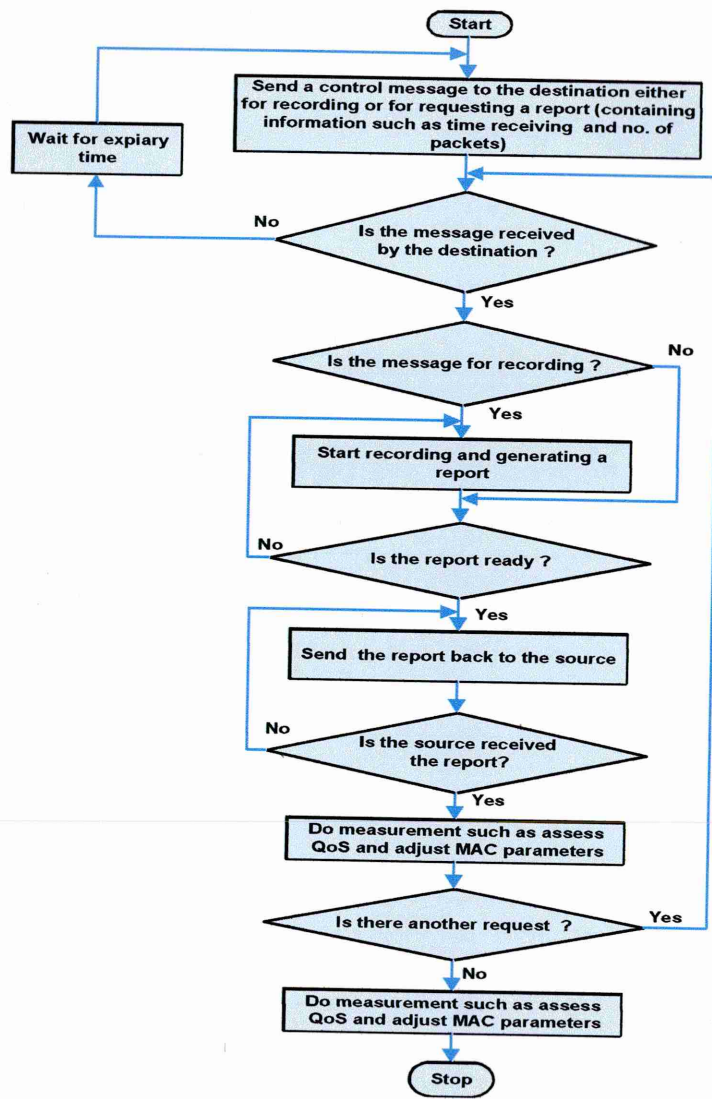 Start
Send a control message to the destination either
for recording or for requesting a report (containing
information such as time receiving and no. of
packets)
Wait for expiary
time
No
Is the message received
by the destination ?
Yes
Is the message for recording ?
No
Yes
Start recording and generating a
report
No
Is the report ready ?
Yes
Send the report back to the source
No
Is the source received
the report?
Yes
Do measurement such as assess
QoS and adjust MAC parameters
Is there another request ?
Yes
No
Do measurement such as assess
QoS and adjust MAC parameters
Stop